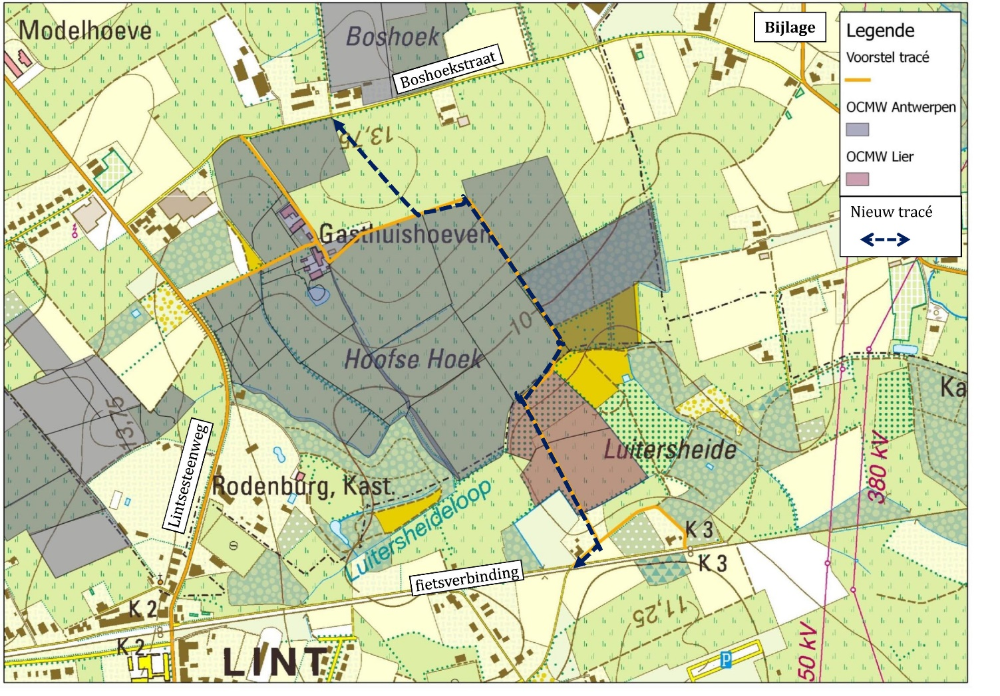 Modelhoeve
Boshoek
Boshoekstraat
Bijlage
Legende
Voorstel tracé
OCMW Antwerpen
OCMW Lier
Nieuw tracé
13,75
Gasthuishoeven
10
Hoofse Hoek
Ka
13,75
Lintsesteenweg
Luitersheide
380 kV
Rodenburg, Kast.
Luitersheideloop
K 3
K 3
fietsverbinding
K 2
11,25
K 2
LINT
P
50 kV